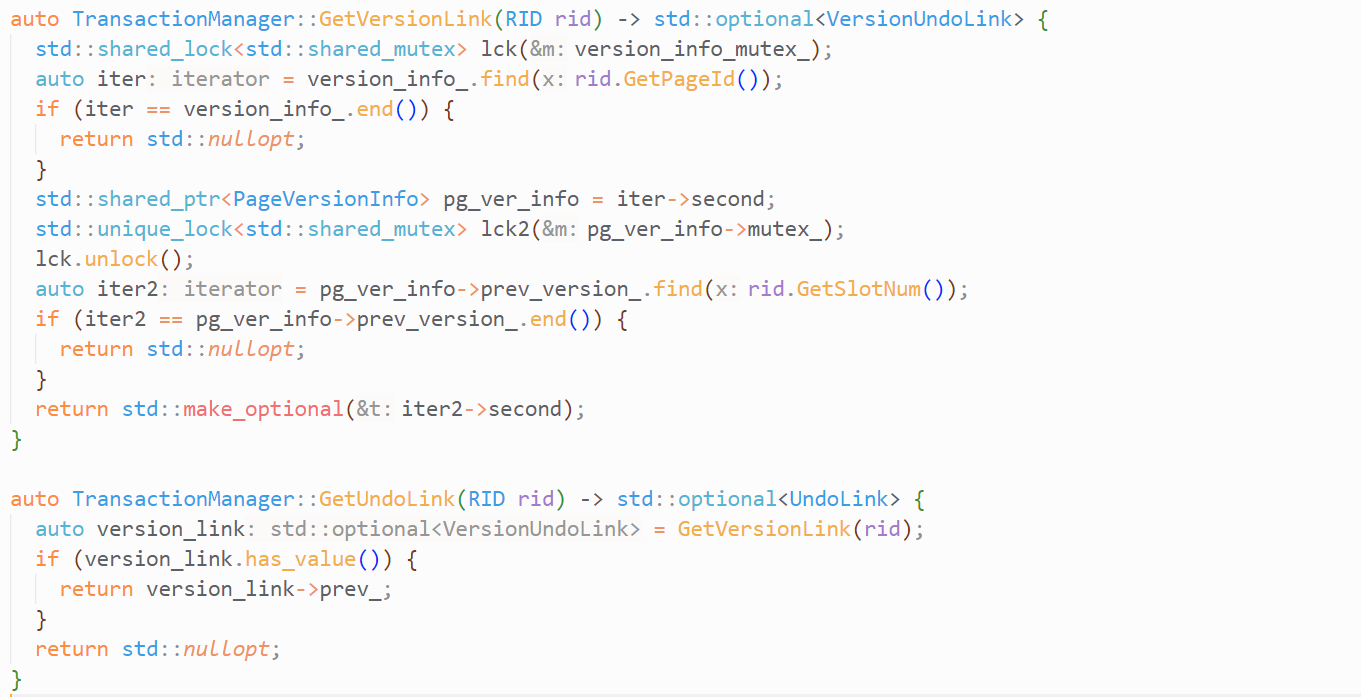 auto TransactionManager::GetVersionLink(RID rid) -> std::optional<VersionUndoLink> {
  std::shared_lock<std::shared_mutex> lck(&m: version_info_mutex_);
  auto iter: iterator = version_info_.find(x: rid.GetPageId());
  if (iter == version_info_.end()) {
    return std::nullopt;
  }
  std::shared_ptr<PageVersionInfo> pg_ver_info = iter->second;
  std::unique_lock<std::shared_mutex> lck2(&m: pg_ver_info->mutex_);
  lck.unlock();
  auto iter2: iterator = pg_ver_info->prev_version_.find(x: rid.GetSlotNum());
  if (iter2 == pg_ver_info->prev_version_.end()) {
    return std::nullopt;
  }
  return std::make_optional(&t: iter2->second);
}

auto TransactionManager::GetUndoLink(RID rid) -> std::optional<UndoLink> {
  auto version_link: std::optional<VersionUndoLink> = GetVersionLink(rid);
  if (version_link.has_value()) {
    return version_link->prev_;
  }
  return std::nullopt;
}